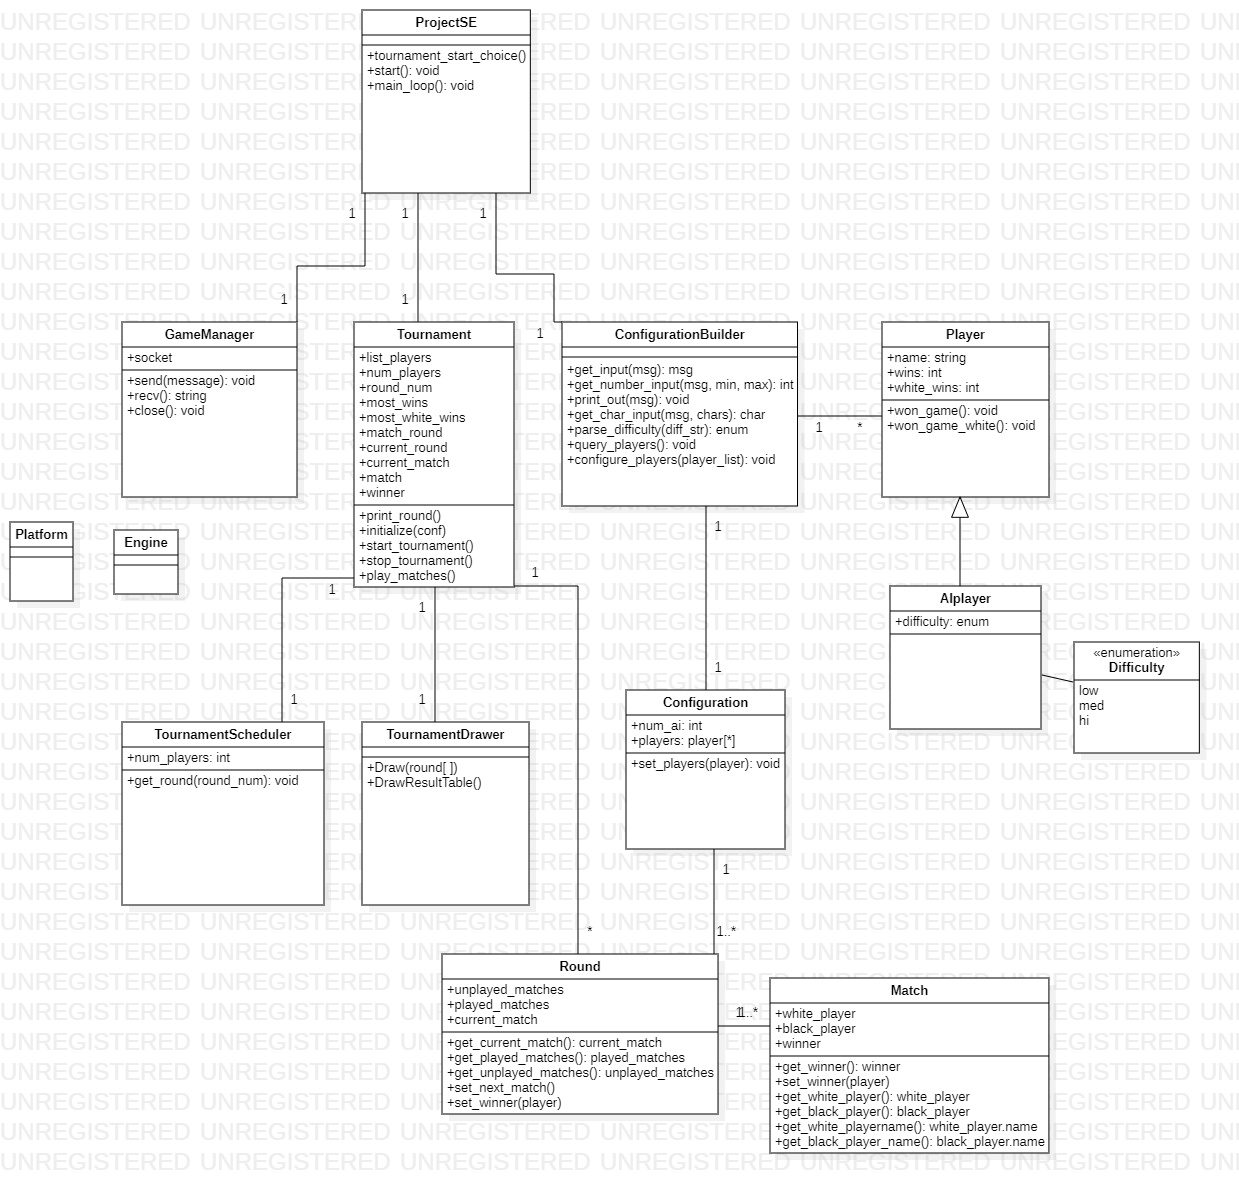 ProjectSE
+tournament_start_choice()
+start(): void
+main_loop(): void
1
1
1
1
1
1
GameManager
+socket
+send(message): void
+recv(): string
+close(): void
Tournament
+list_players
+num_players
+round_num
+most_wins
+most_white_wins
+match_round
+current_round
+current_match
+match
+winner
+print_round()
+initialize(conf)
+start_tournament()
+stop_tournament()
+play_matches()
ConfigurationBuilder
+get_input(msg): msg
+get_number_input(msg, min, max): int
+print_out(msg): void
+get_char_input(msg, chars): char
+parse_difficulty(diff_str): enum
+query_players(): void
+configure_players(player_list): void
1
*
Player
+name: string
+wins: int
+white_wins: int
+won_game(): void
+won_game_white(): void
Platform
Engine
1
1
1
1
AIplayer
+difficulty: enum
«enumeration»
Difficulty
low
med
hi
1
1
1
1
TournamentScheduler
+num_players: int
+get_round(round_num): void
TournamentDrawer
+Draw(round[ ])
+DrawResultTable()
Configuration
+num_ai: int
+players: player[*]
+set_players(player): void
1
*
1..*
Round
+unplayed_matches
+played_matches
+current_match
+get_current_match(): current_match
+get_played_matches(): played_matches
+get_unplayed_matches(): unplayed_matches
+set_next_match()
+set_winner(player)
1
1..*
Match
+white_player
+black_player
+winner
+get_winner(): winner
+set_winner(player)
+get_white_player(): white_player
+get_black_player(): black_player
+get_white_playername(): white_player.name
+get_black_player_name(): black_player.name
UNREGISTERED